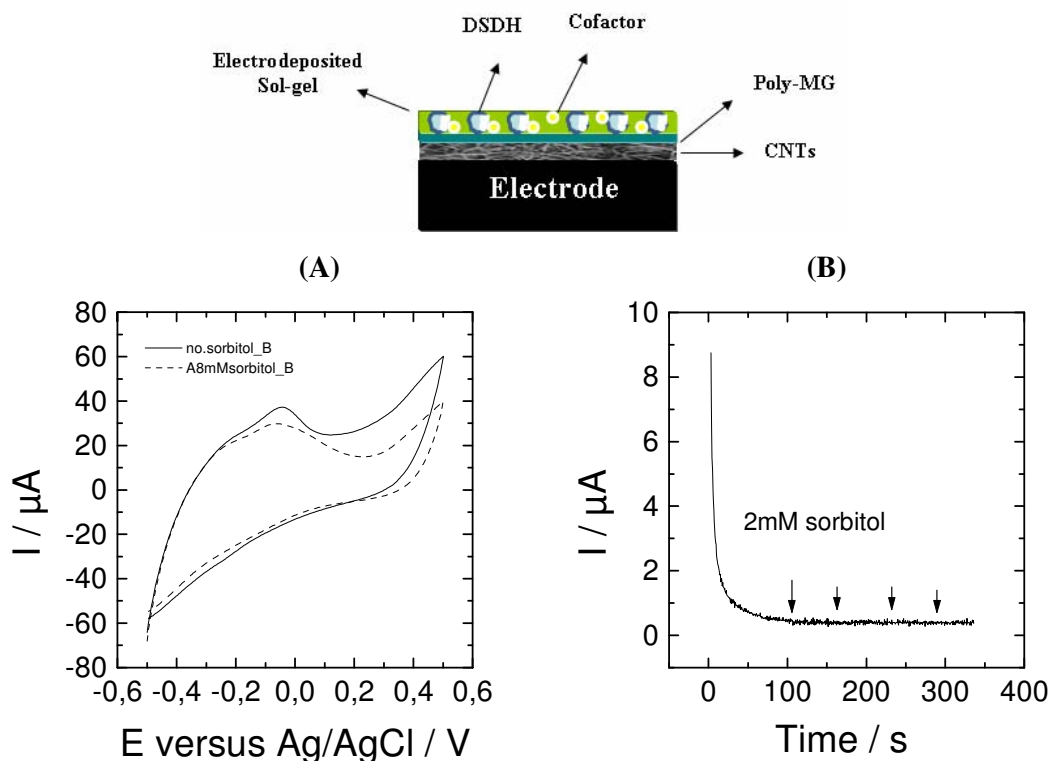 DSDH
Cofactor
Electrodeposited
Sol-gel
Poly-MG
CNTs
Electrode
(A)
(B)
80
60
40
20
0
-20
-40
-60
-80
I / µA
no.sorbitol_B
A8mMsorbitol_B
-0,6 -0,4 -0,2 0,0 0,2 0,4 0,6
E versus Ag/AgCl / V
10
8
6
4
2
0
I / µA
2mM sorbitol
0 100 200 300 400
Time / s